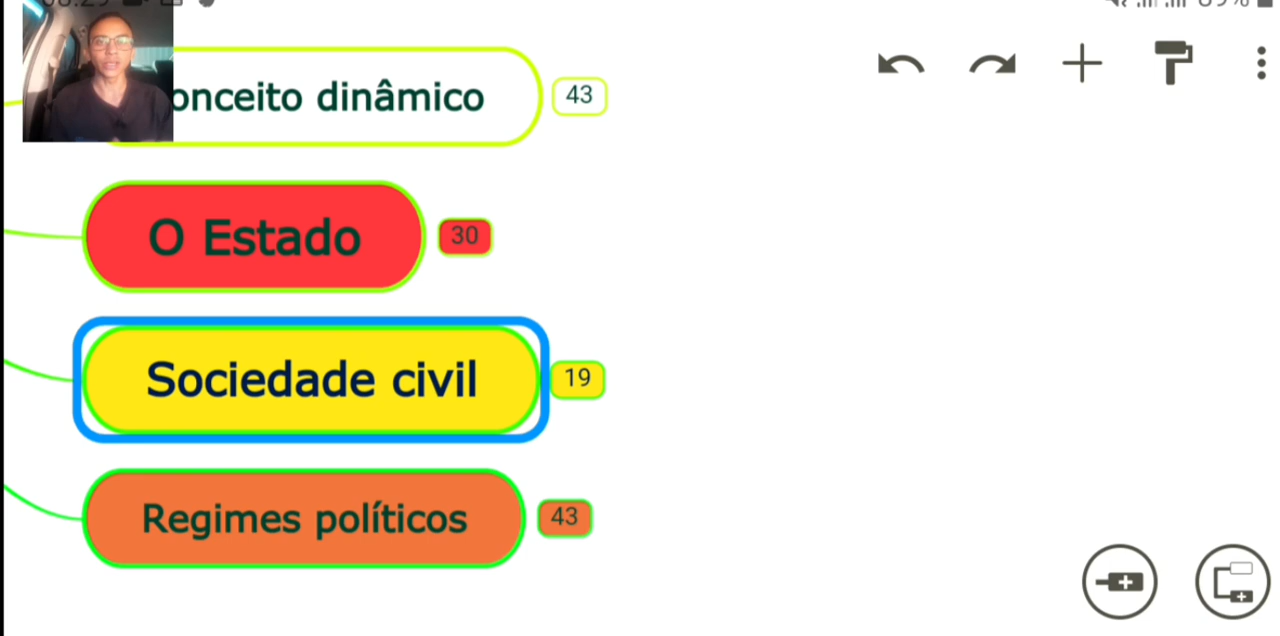 onceito dinâmico
43
O Estado
30
Sociedade civil
19
Regimes políticos
43